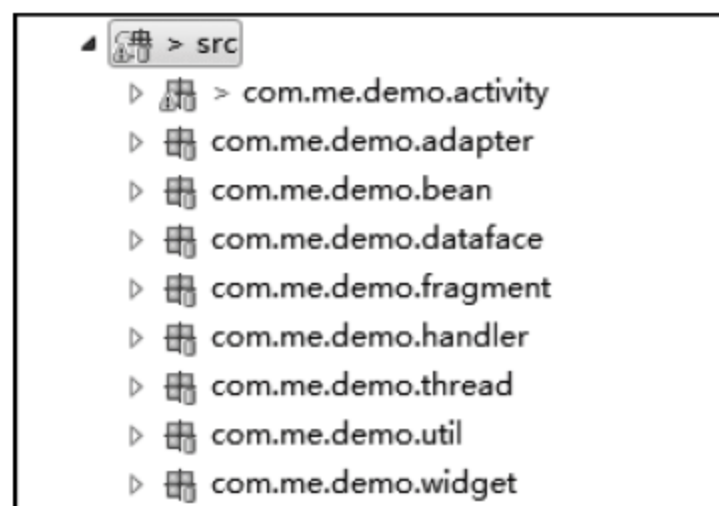 > src
> com.me.demo.activity
com.me.demo.adapter
com.me.demo.bean
com.me.demo.dataface
com.me.demo.fragment
com.me.demo.handler
com.me.demo.thread
com.me.demo.util
com.me.demo.widget